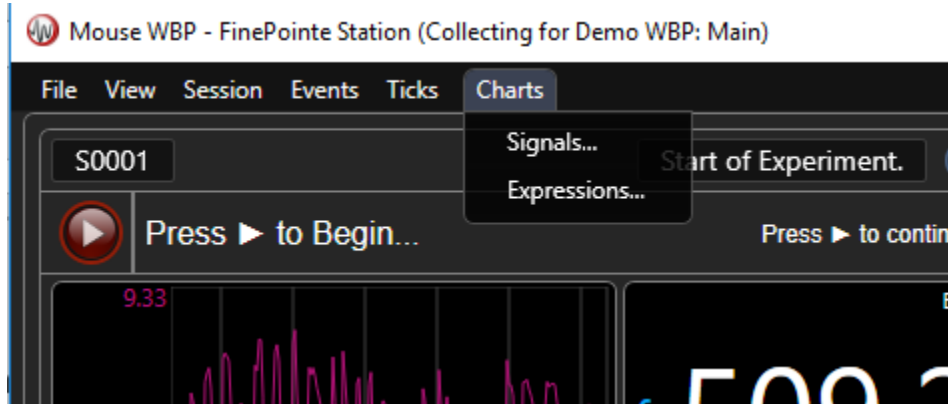 Mouse WBP - FinePointe Station (Collecting for Demo WBP: Main)
File View Session Events Ticks Charts
Signals...
S0001 Start of Experiment.
Expressions...
Press ► to Begin... Press ► to contin
9.33